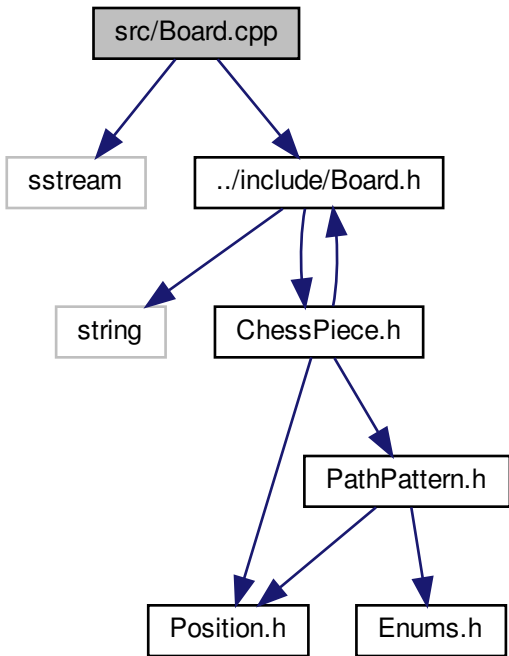 src/Board.cpp
sstream
../include/Board.h
string
ChessPiece.h
PathPattern.h
Position.h
Enums.h